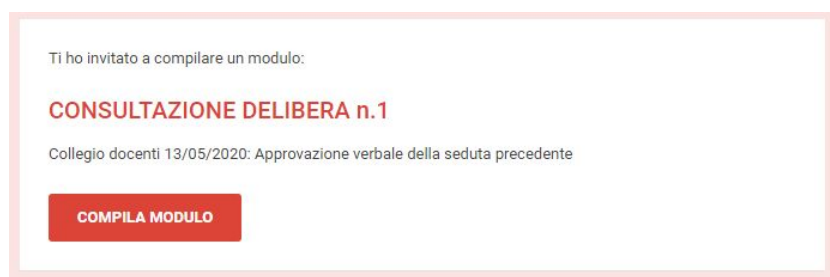 Ti ho invitato a compilare un modulo:
CONSULTAZIONE DELIBERA n.1
Collegio docenti 13/05/2020: Approvazione verbale della seduta precedente
COMPILA MODULO